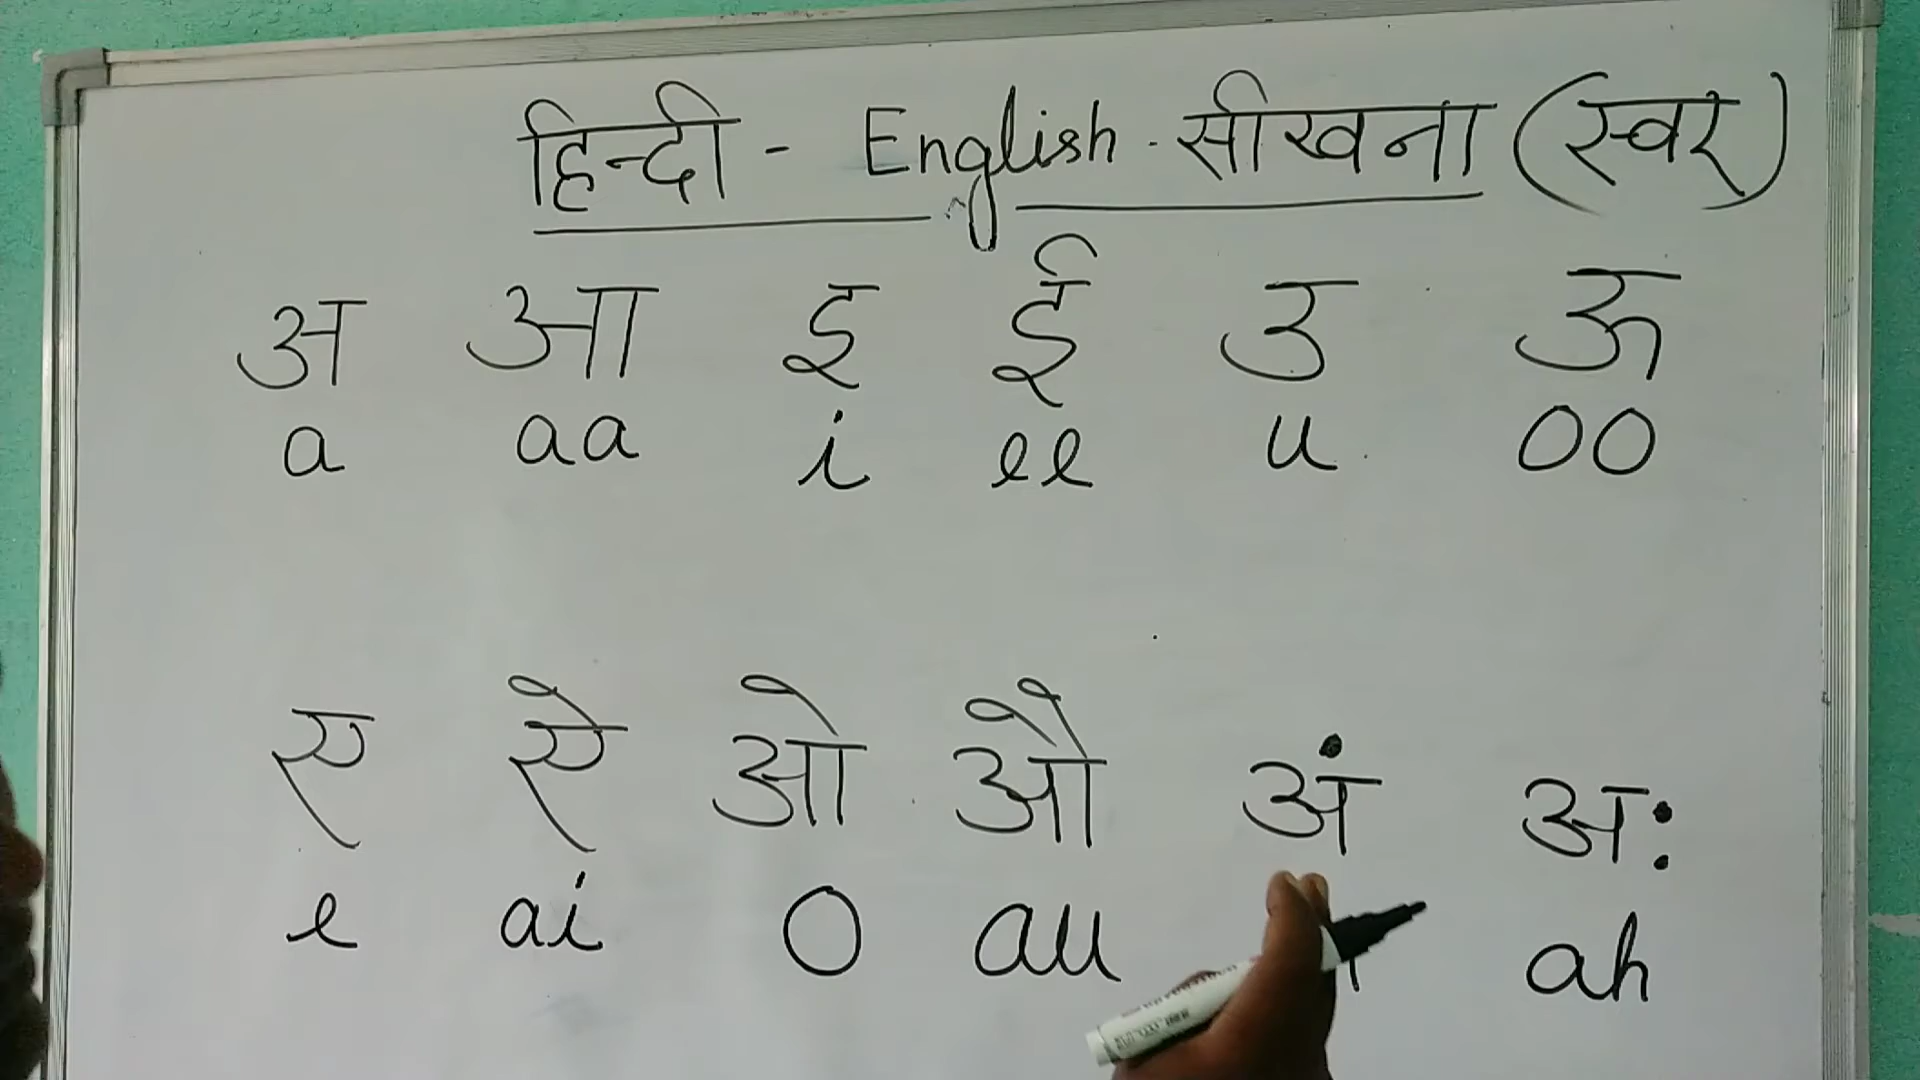 हिन्दी - English सीखना (स्वर)
अ आ इ ई उ ऊ
a aa i ee u oo
ए ऐ ओ औ अं अः
e ai o au ah